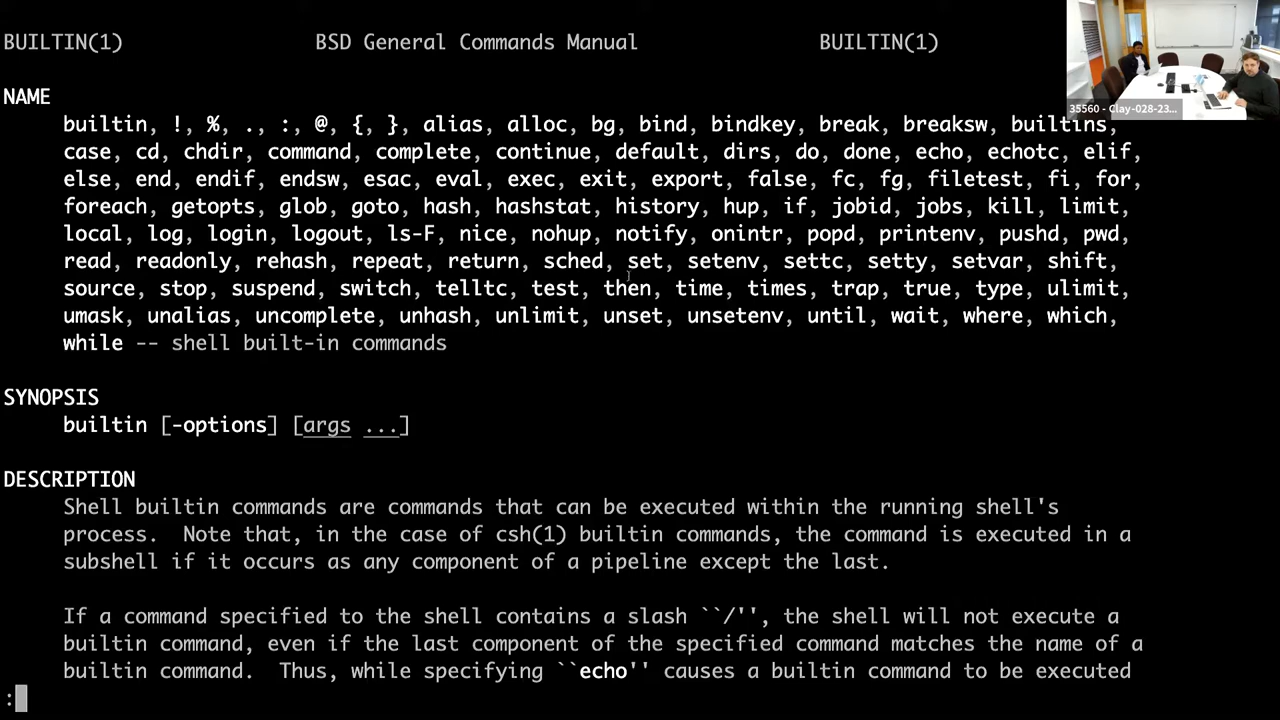 BUILTIN(1) BSD General Commands Manual BUILTIN(1)
NAME
builtin, !, %, ., :, @, {, }, alias, alloc, bg, bind, bindkey, break, breaksw, builtins,
case, cd, chdir, command, complete, continue, default, dirs, do, done, echo, echotc, elif,
else, end, endif, endsw, esac, eval, exec, exit, export, false, fc, fg, filetest, fi, for,
foreach, getopts, glob, goto, hash, hashstat, history, hup, if, jobid, jobs, kill, limit,
local, log, login, logout, ls-F, nice, nohup, notify, onintr, popd, printenv, pushd, pwd,
read, readonly, rehash, repeat, return, sched, set, setenv, settc, setty, setvar, shift,
source, stop, suspend, switch, telltc, test, then, time, times, trap, true, type, ulimit,
umask, unalias, uncomplete, unhash, unlimit, unset, unsetenv, until, wait, where, which,
while -- shell built-in commands
SYNOPSIS
builtin [-options] [args ...]
DESCRIPTION
Shell builtin commands are commands that can be executed within the running shell's
process. Note that, in the case of csh(1) builtin commands, the command is executed in a
subshell if it occurs as any component of a pipeline except the last.
If a command specified to the shell contains a slash ``/'', the shell will not execute a
builtin command, even if the last component of the specified command matches the name of a
builtin command. Thus, while specifying ``echo'' causes a builtin command to be executed
:
35560 - Clay-028-23...